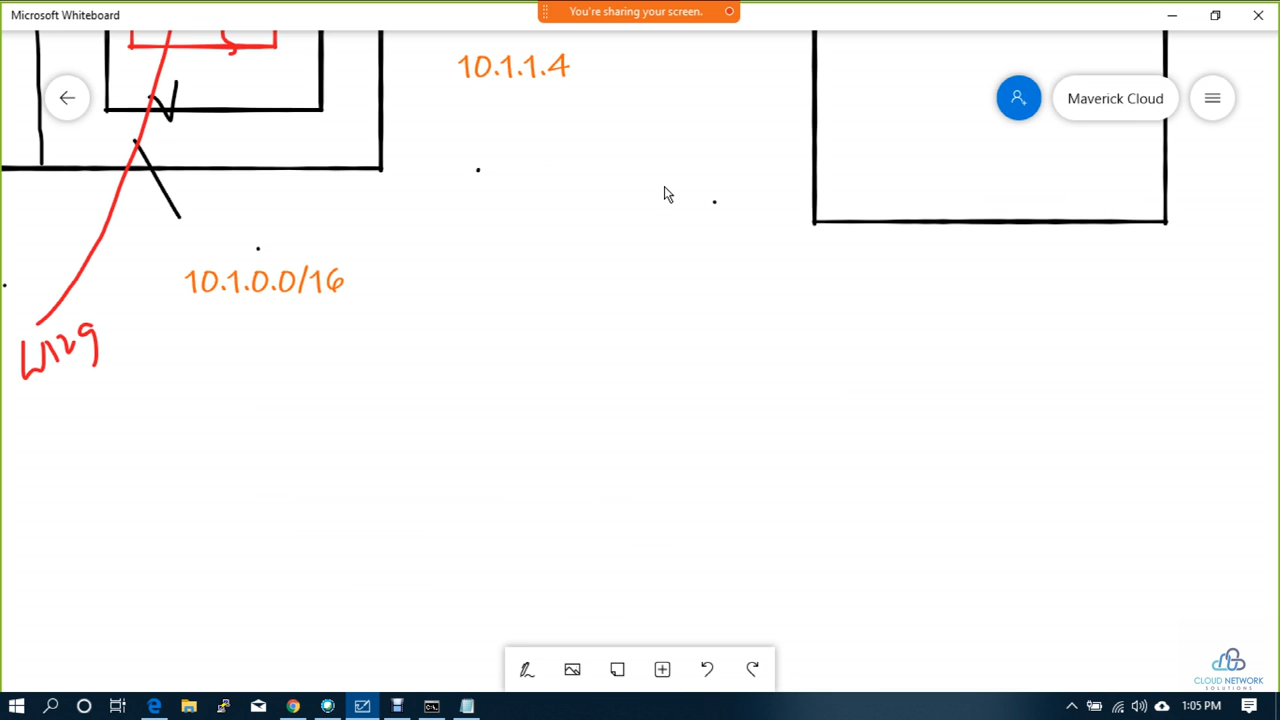 Microsoft Whiteboard
You're sharing your screen.
10.1.1.4
Maverick Cloud
10.1.0.0/16
CLOUD NETWORK
SOLUTIONS
1:05 PM